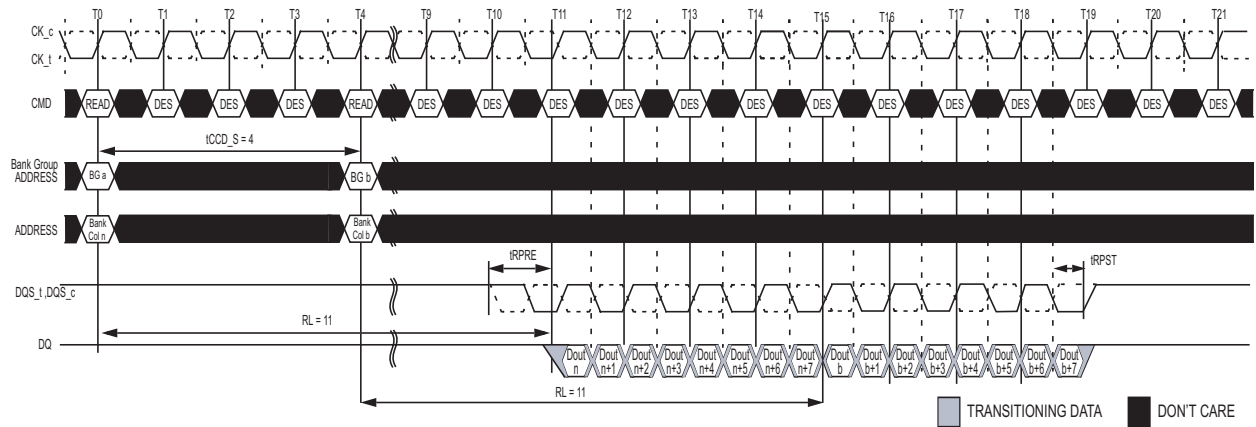 T0 T1 T2 T3 T4 T9 T10 T11 T12 T13 T14 T15 T16 T17 T18 T19 T20 T21
CK_c
CK_t
CMD READ DES DES DES READ DES DES DES DES DES DES DES DES DES DES DES DES DES
tCCD_S = 4
Bank Group
ADDRESS BG a BG b
ADDRESS
Bank
Col n
Bank
Col b
tRPRE tRPST
DQS_t ,DQS_c
RL = 11
DQ
Dout
n
Dout
n+1
Dout
n+2
Dout
n+3
Dout
n+4
Dout
n+5
Dout
n+6
Dout
n+7
Dout
b
Dout
b+1
Dout
b+2
Dout
b+3
Dout
b+4
Dout
b+5
Dout
b+6
Dout
b+7
RL = 11
TRANSITIONING DATA DON'T CARE